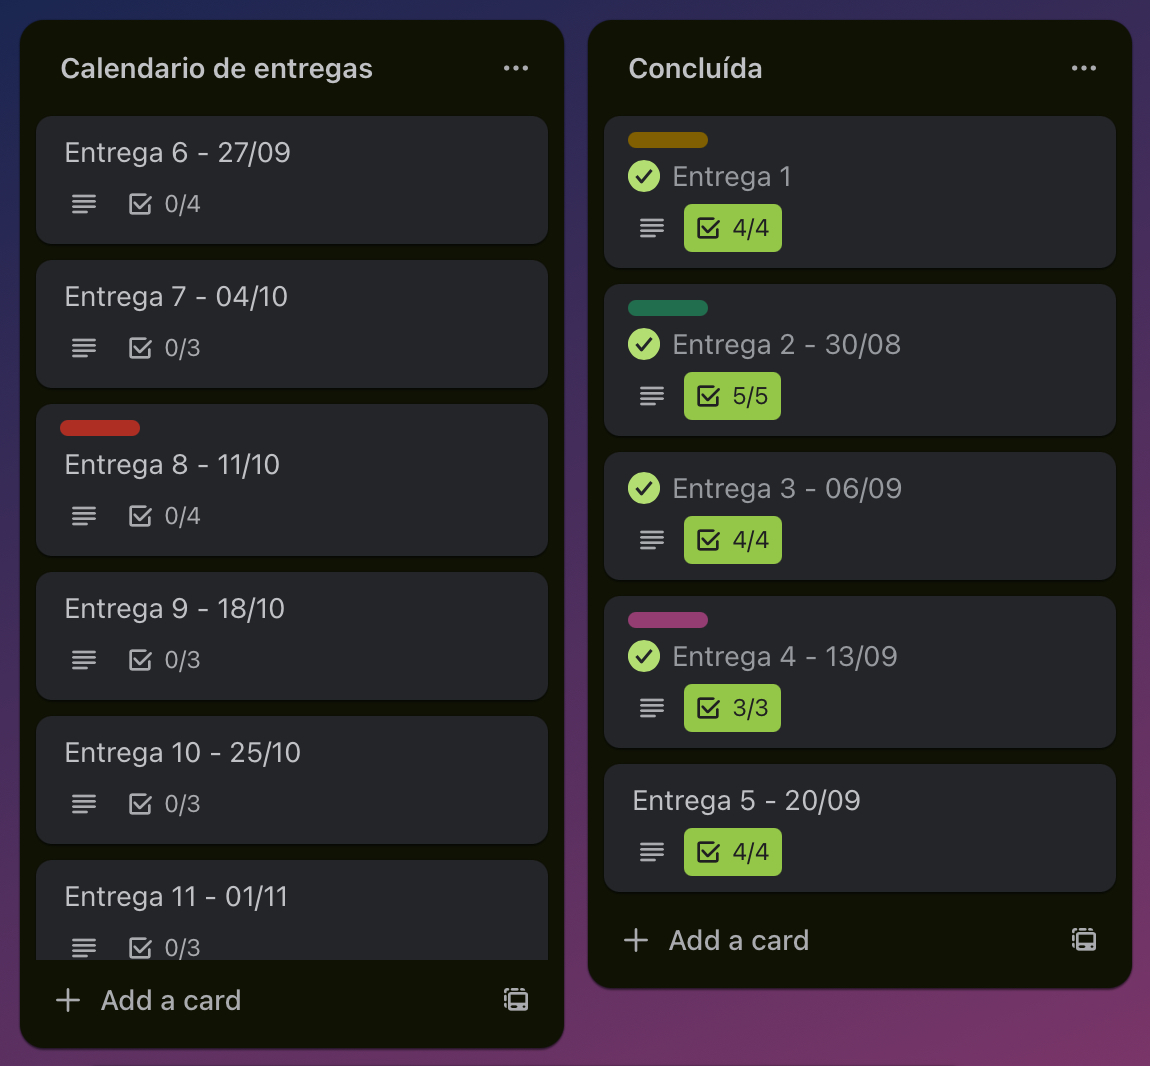 Calendario de entregas
Entrega 6 - 27/09
0/4
Entrega 7 - 04/10
0/3
Entrega 8 - 11/10
0/4
Entrega 9 - 18/10
0/3
Entrega 10 - 25/10
0/3
Entrega 11 - 01/11
0/3
Add a card
Concluída
Entrega 1
4/4
Entrega 2 - 30/08
5/5
Entrega 3 - 06/09
4/4
Entrega 4 - 13/09
3/3
Entrega 5 - 20/09
4/4
Add a card